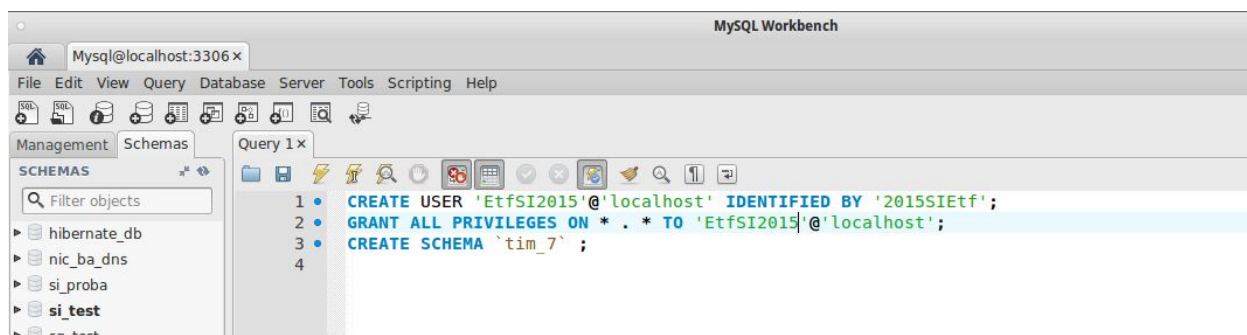 MySQL Workbench
Mysql@localhost:3306 ×
File Edit View Query Database Server Tools Scripting Help
Management Schemas
Query 1 ×
SCHEMAS
Filter objects
hibernate_db
nic_ba_dns
si_proba
si_test
1 CREATE USER 'EtfSI2015'@'localhost' IDENTIFIED BY '2015SIEtf';
2 GRANT ALL PRIVILEGES ON * . * TO 'EtfSI2015'@'localhost';
3 CREATE SCHEMA `tim_7` ;
4